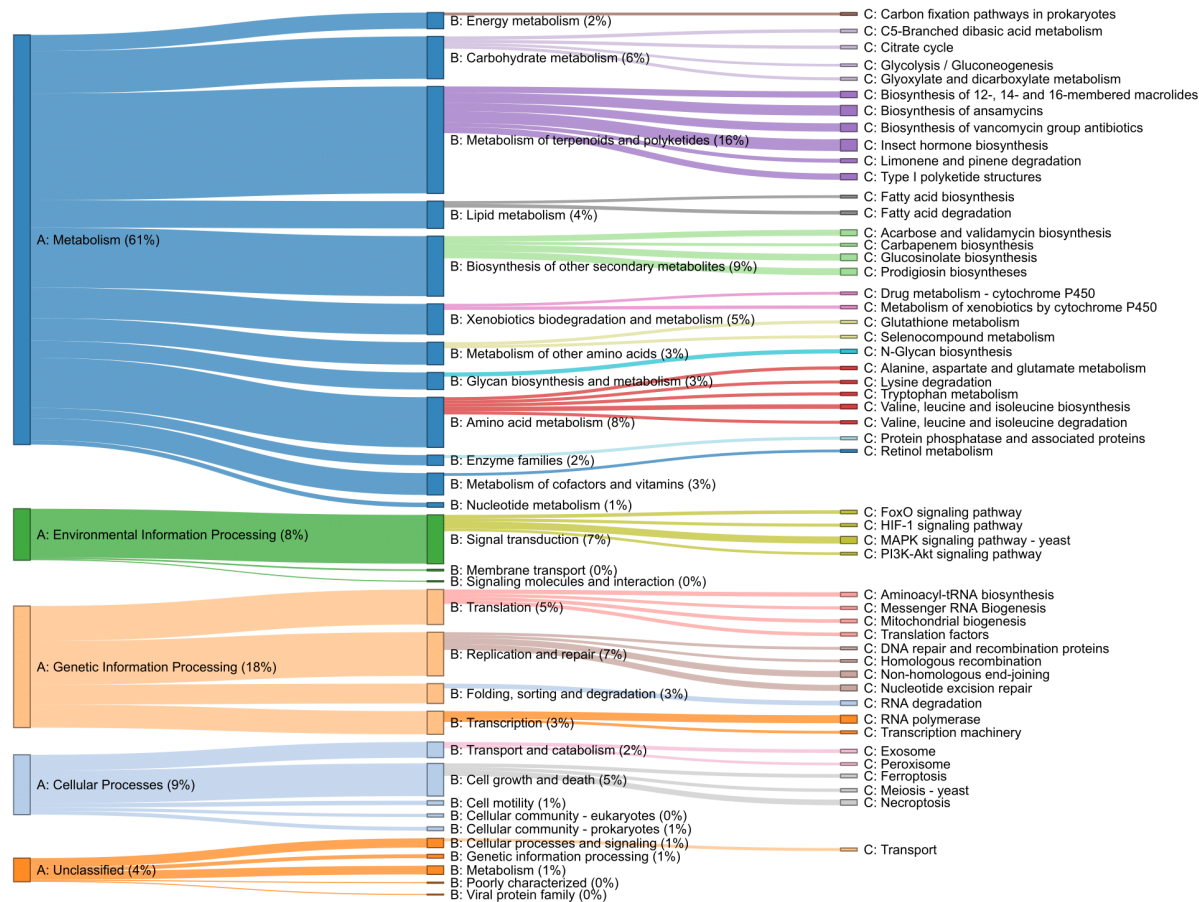 A: Metabolism (61%)
A: Environmental Information Processing (8%)
A: Genetic Information Processing (18%)
A: Cellular Processes (9%)
A: Unclassified (4%)
B: Energy metabolism (2%)
B: Carbohydrate metabolism (6%)
B: Metabolism of terpenoids and polyketides (16%)
B: Lipid metabolism (4%)
B: Biosynthesis of other secondary metabolites (9%)
B: Xenobiotics biodegradation and metabolism (5%)
B: Metabolism of other amino acids (3%)
B: Glycan biosynthesis and metabolism (3%)
B: Amino acid metabolism (8%)
B: Enzyme families (2%)
B: Metabolism of cofactors and vitamins (3%)
B: Nucleotide metabolism (1%)
B: Signal transduction (7%)
B: Membrane transport (0%)
B: Signaling molecules and interaction (0%)
B: Translation (5%)
B: Replication and repair (7%)
B: Folding, sorting and degradation (3%)
B: Transcription (3%)
B: Transport and catabolism (2%)
B: Cell growth and death (5%)
B: Cell motility (1%)
B: Cellular community - eukaryotes (0%)
B: Cellular community - prokaryotes (1%)
B: Cellular processes and signaling (1%)
B: Genetic information processing (1%)
B: Metabolism (1%)
B: Poorly characterized (0%)
B: Viral protein family (0%)
C: Carbon fixation pathways in prokaryotes
C: C5-Branched dibasic acid metabolism
C: Citrate cycle
C: Glycolysis / Gluconeogenesis
C: Glyoxylate and dicarboxylate metabolism
C: Biosynthesis of 12-, 14- and 16-membered macrolides
C: Biosynthesis of ansamycins
C: Biosynthesis of vancomycin group antibiotics
C: Insect hormone biosynthesis
C: Limonene and pinene degradation
C: Type I polyketide structures
C: Fatty acid biosynthesis
C: Fatty acid degradation
C: Acarbose and validamycin biosynthesis
C: Carbapenem biosynthesis
C: Glucosinolate biosynthesis
C: Prodigiosin biosyntheses
C: Drug metabolism - cytochrome P450
C: Metabolism of xenobiotics by cytochrome P450
C: Glutathione metabolism
C: Selenocompound metabolism
C: N-Glycan biosynthesis
C: Alanine, aspartate and glutamate metabolism
C: Lysine degradation
C: Tryptophan metabolism
C: Valine, leucine and isoleucine biosynthesis
C: Valine, leucine and isoleucine degradation
C: Protein phosphatase and associated proteins
C: Retinol metabolism
C: FoxO signaling pathway
C: HIF-1 signaling pathway
C: MAPK signaling pathway - yeast
C: PI3K-Akt signaling pathway
C: Aminoacyl-tRNA biosynthesis
C: Messenger RNA Biogenesis
C: Mitochondrial biogenesis
C: Translation factors
C: DNA repair and recombination proteins
C: Homologous recombination
C: Non-homologous end-joining
C: Nucleotide excision repair
C: RNA degradation
C: RNA polymerase
C: Transcription machinery
C: Exosome
C: Peroxisome
C: Ferroptosis
C: Meiosis - yeast
C: Necroptosis
C: Transport